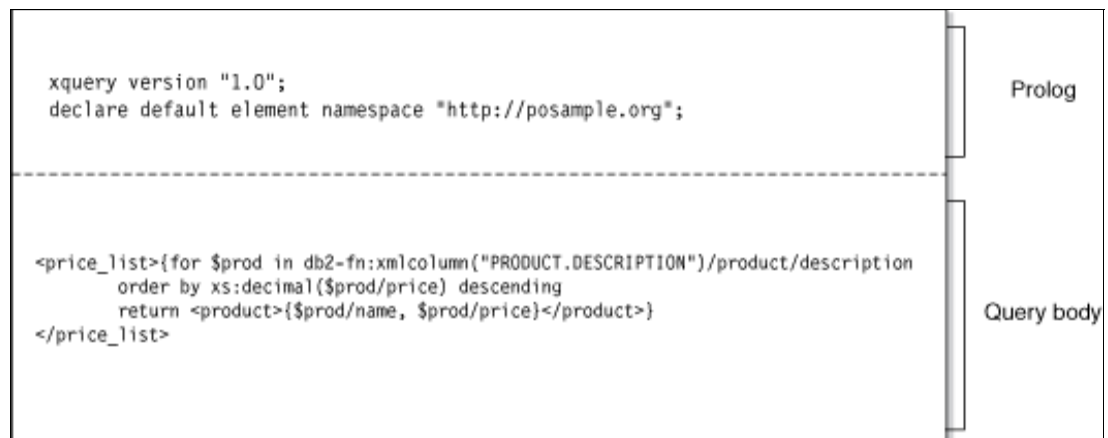 xquery version "1.0";
declare default element namespace "http://posample.org";
Prolog
<price_list>{for $prod in db2-fn:xmlcolumn("PRODUCT.DESCRIPTION")/product/description
order by xs:decimal($prod/price) descending
return <product>{$prod/name, $prod/price}</product>}
</price_list>
Query body